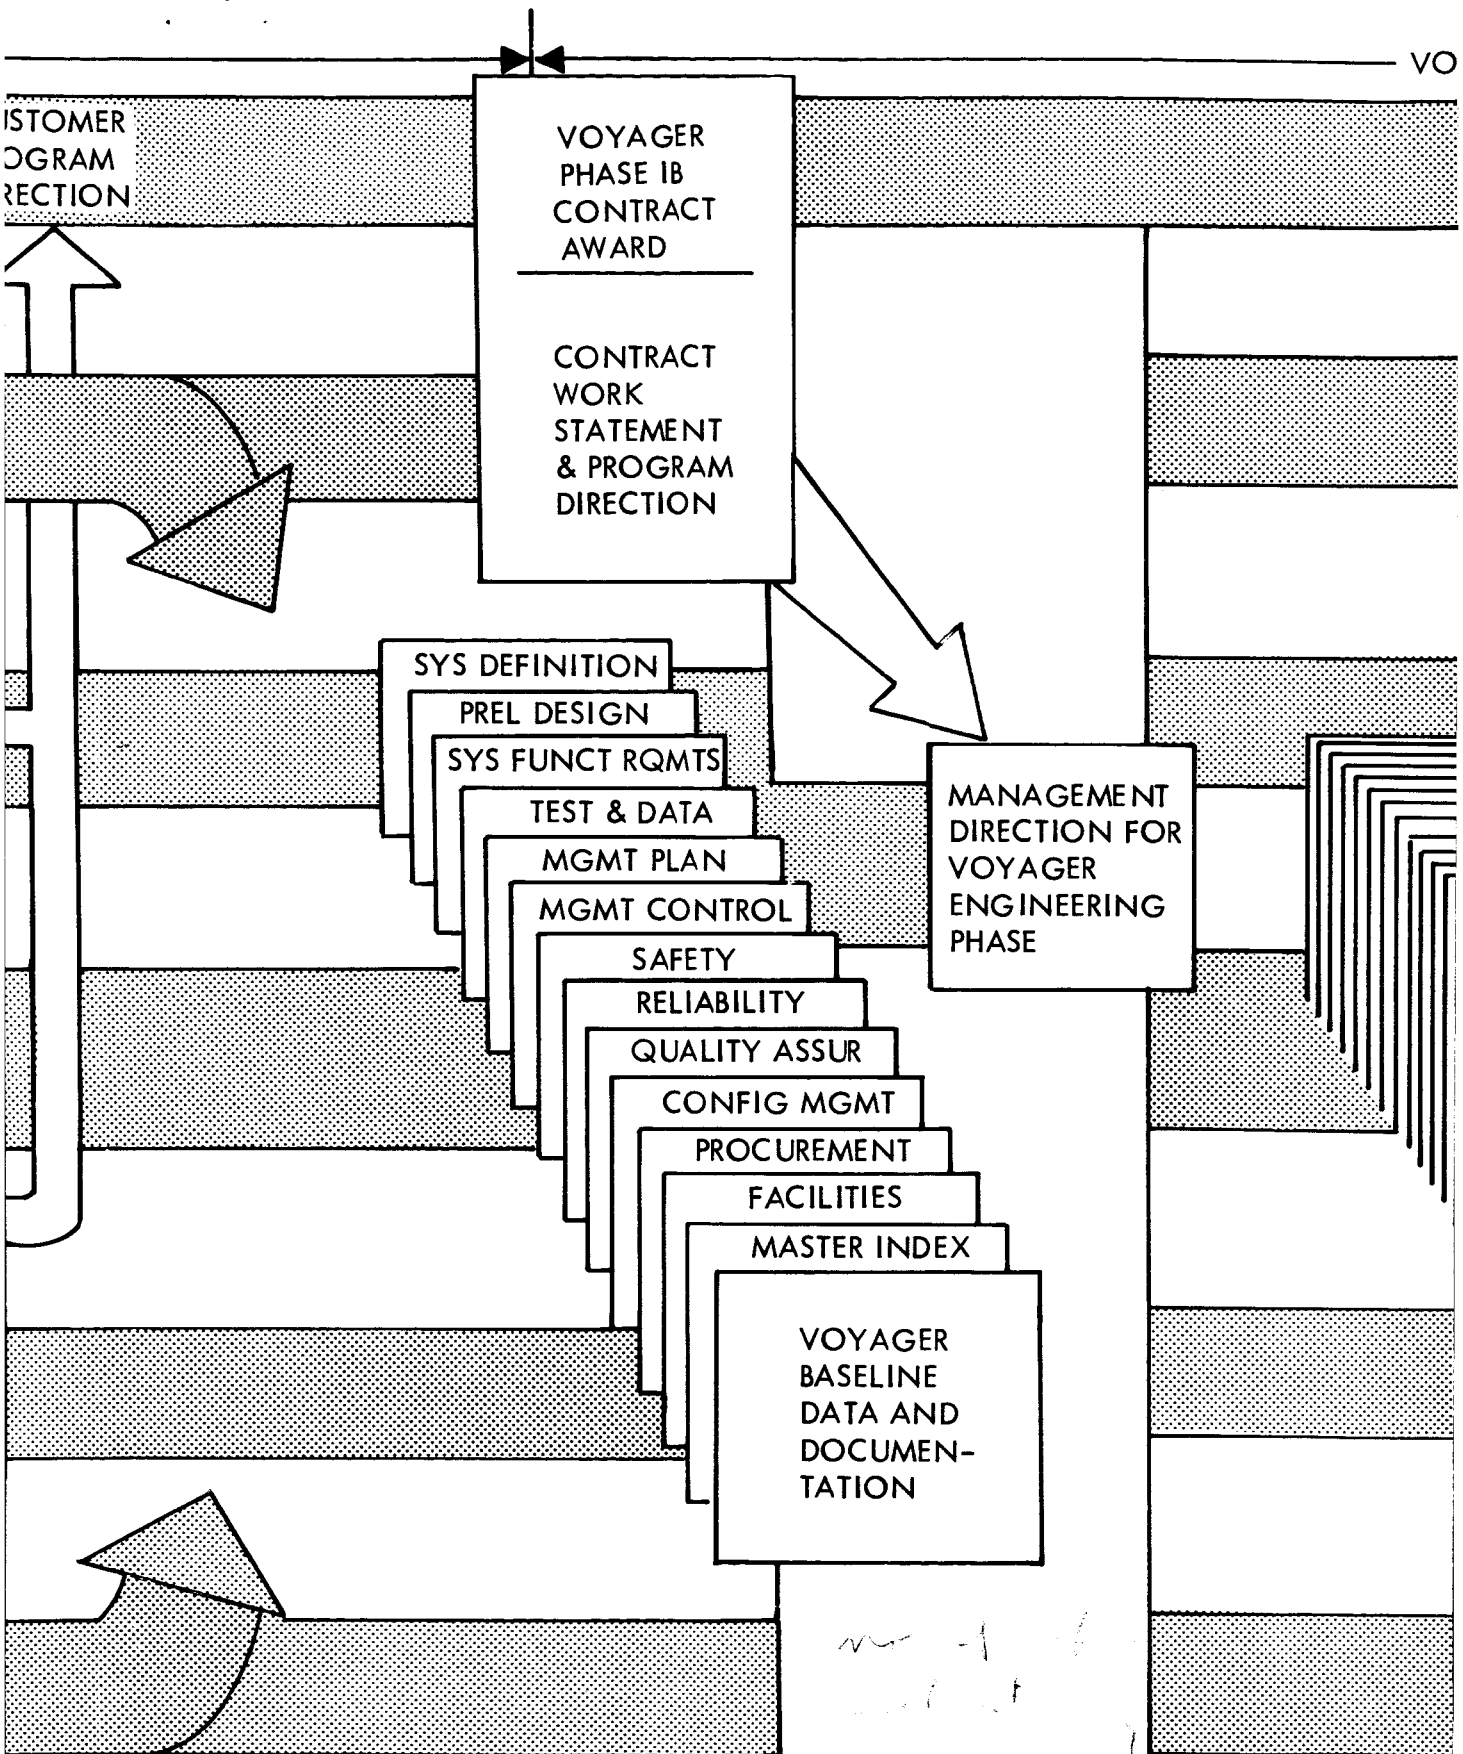 VO
USTOMER
OGRAM
RECTION
VOYAGER
PHASE IB
CONTRACT
AWARD
CONTRACT
WORK
STATEMENT
& PROGRAM
DIRECTION
SYS DEFINITION
PREL DESIGN
SYS FUNCT RQMTS
TEST & DATA
MGMT PLAN
MGMT CONTROL
SAFETY
RELIABILITY
QUALITY ASSUR
CONFIG MGMT
PROCUREMENT
FACILITIES
MASTER INDEX
VOYAGER
BASELINE
DATA AND
DOCUMEN-
TATION
MANAGEMENT
DIRECTION FOR
VOYAGER
ENGINEERING
PHASE